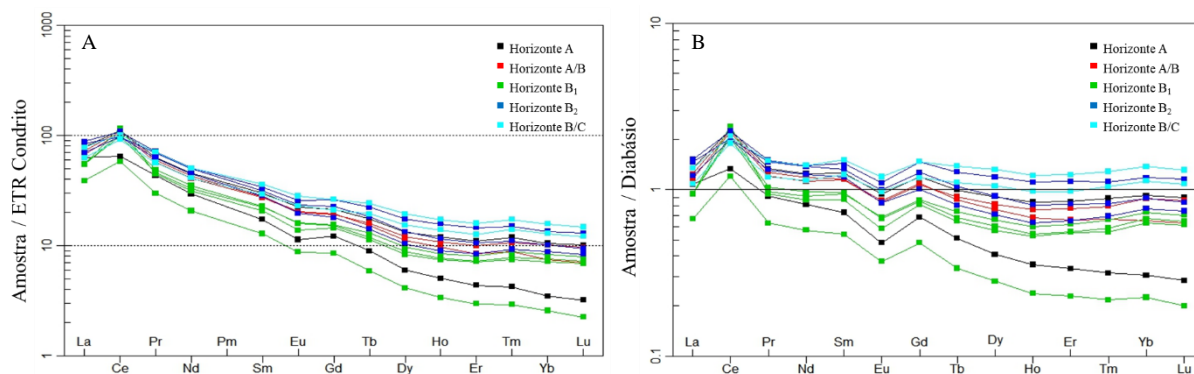 A
1000
100
10
1
Amostra / ETR Condrito
Horizonte A
Horizonte A/B
Horizonte B₁
Horizonte B₂
Horizonte B/C
La Pr Pm Eu Tb Ho Tm Lu
Ce Nd Sm Gd Dy Er Yb
B
10
1
0.1
Amostra / Diabásio
Horizonte A
Horizonte A/B
Horizonte B₁
Horizonte B₂
Horizonte B/C
La Pr Sm Gd Dy Er Yb
Ce Nd Eu Tb Ho Tm Lu